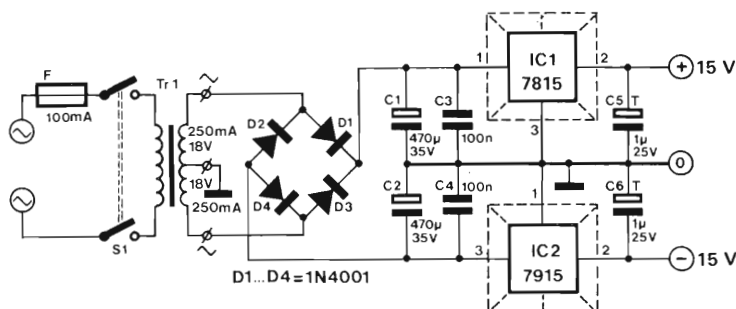 F
100mA
S1
Tr 1
~
250mA
18V
18V
250mA
~
D2
D1
D4
D3
D1...D4=1N4001
C1
470µ
35V
C3
100n
C2
470µ
35V
C4
100n
1
IC1
7815
2
3
1
3
IC2
7915
2
C5 T
1µ
25V
C6 T
1µ
25V
+ 15 V
0
− 15 V